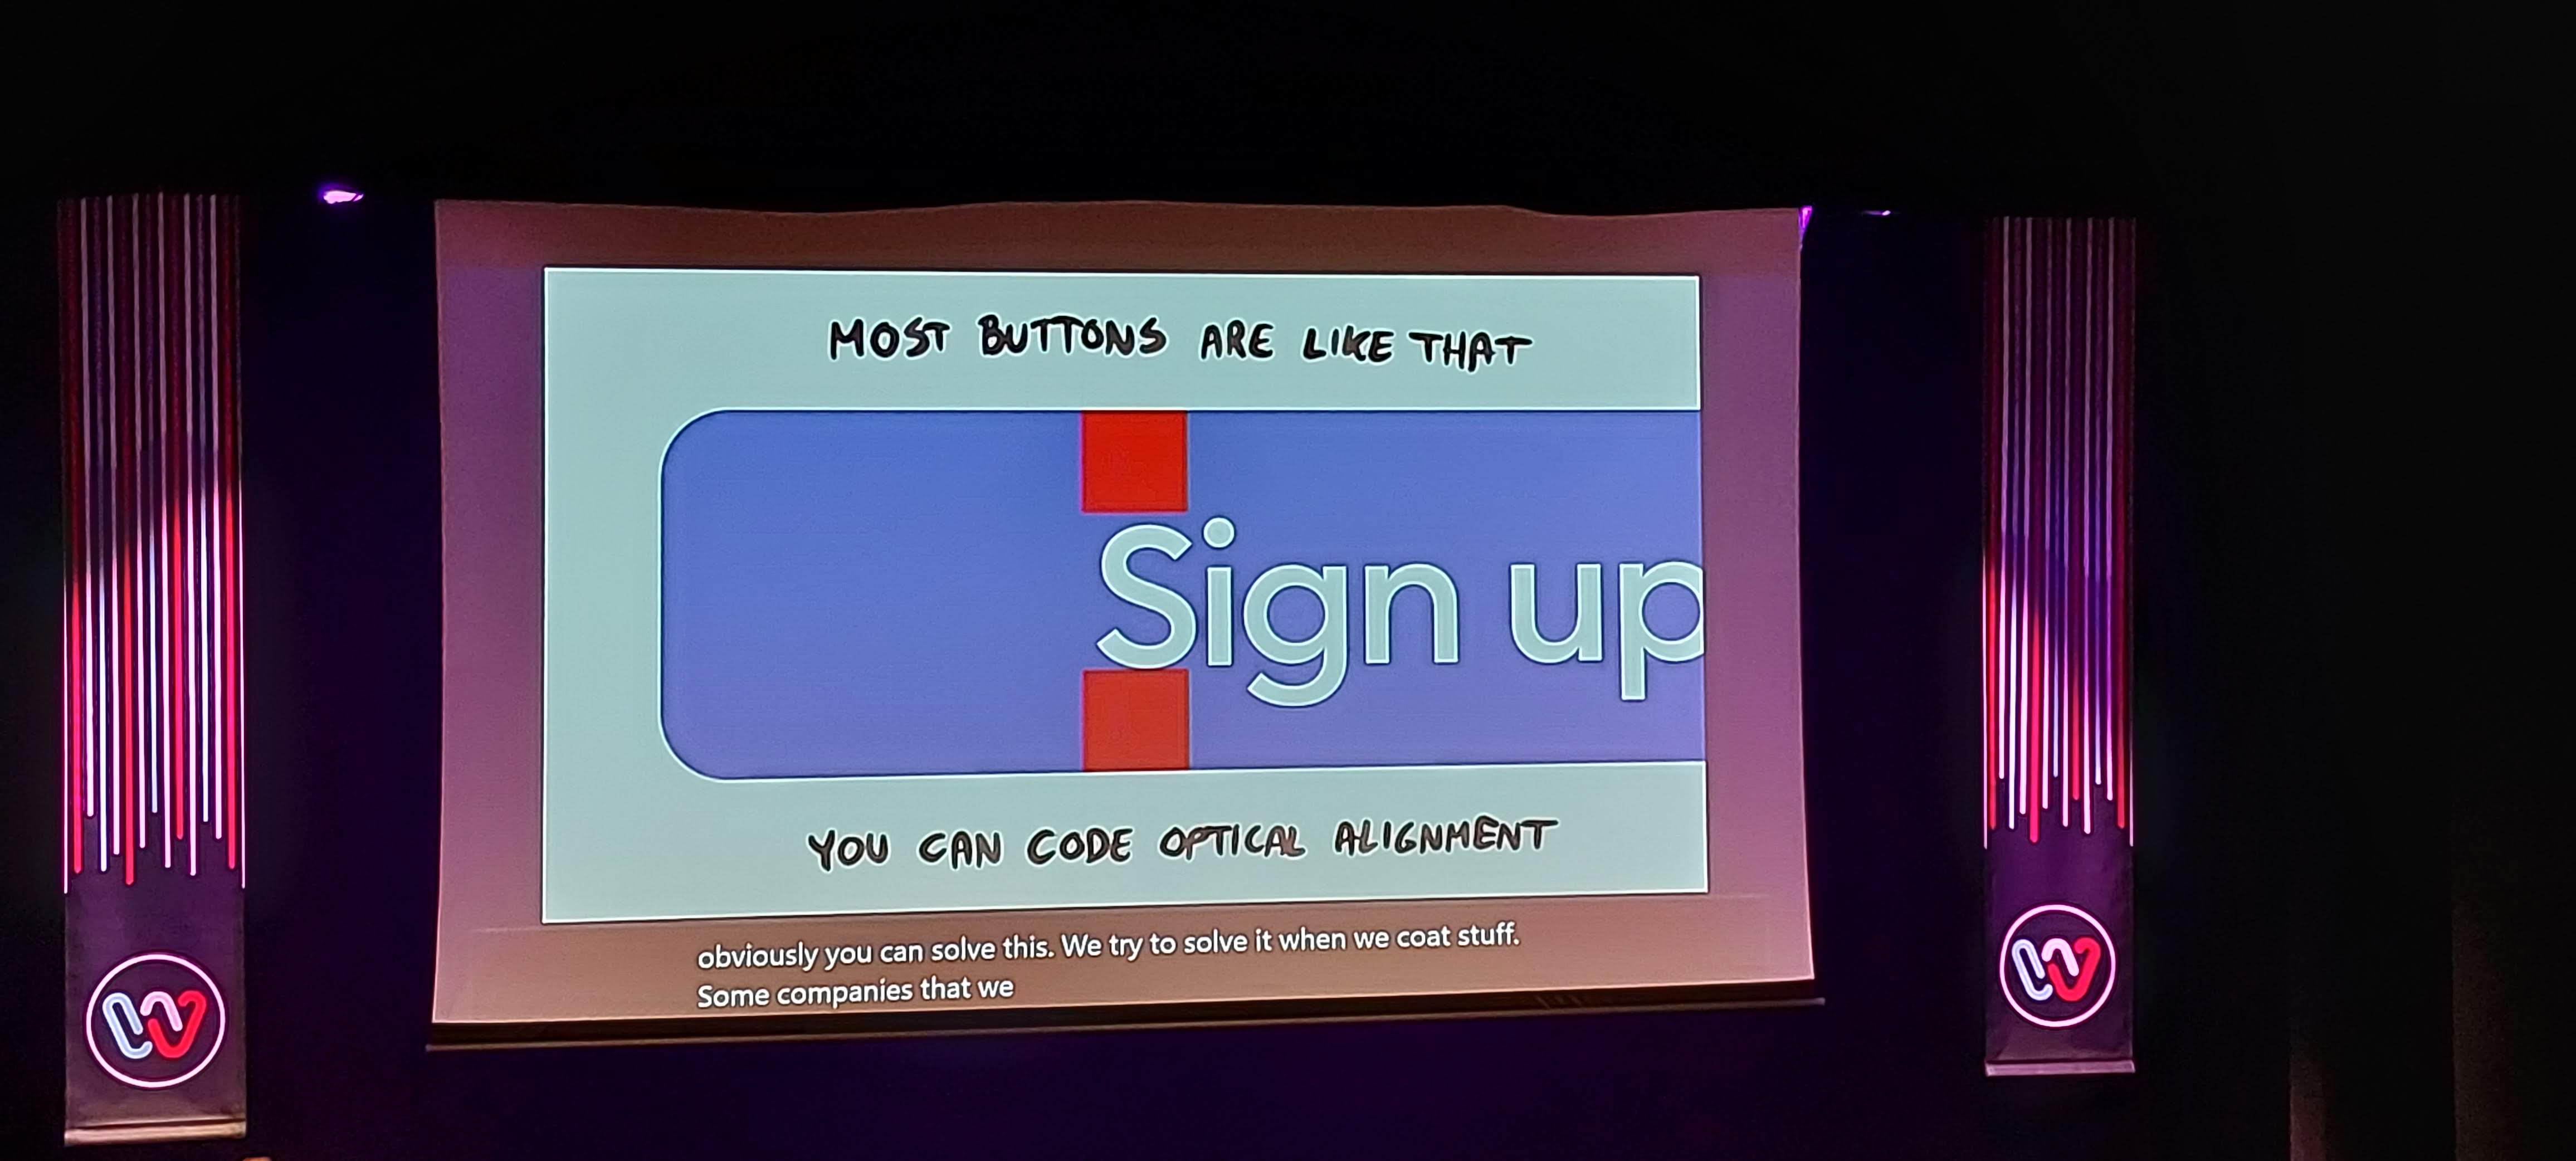 MOST BUTTONS ARE LIKE THAT
Sign up
YOU CAN CODE OPTICAL ALIGNMENT
obviously you can solve this. We try to solve it when we coat stuff.
Some companies that we